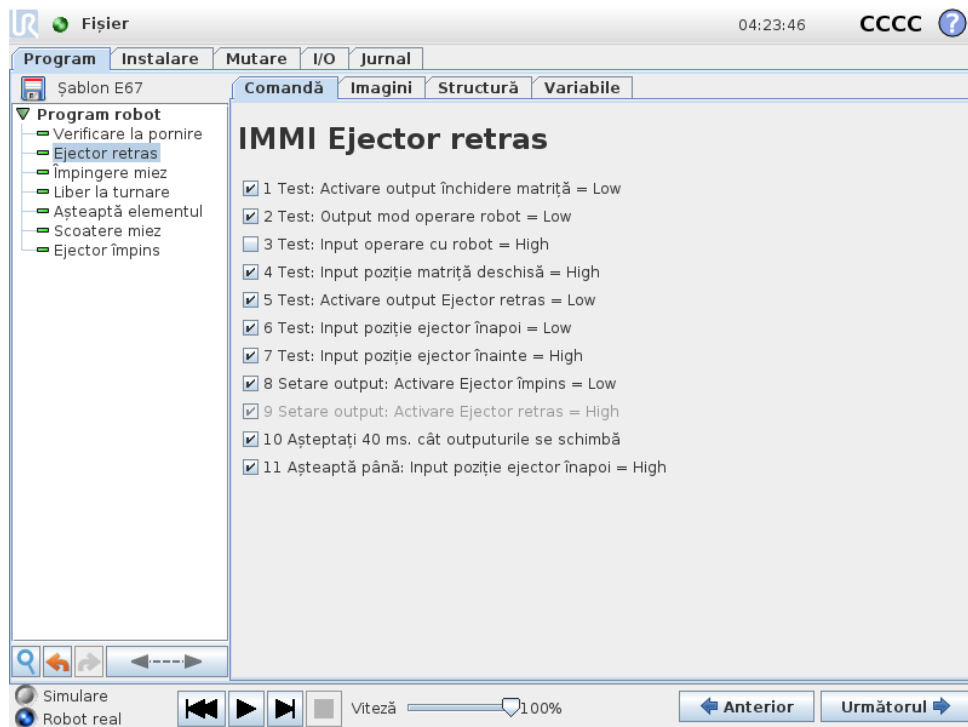 UR Fișier 04:23:46 CCCC ?
Program Instalare Mutare I/O Jurnal
Șablon E67
Comandă Imagini Structură Variabile
Program robot
Verificare la pornire
Ejector retras
Împingere miez
Liber la turnare
Așteaptă elementul
Scoatere miez
Ejector împins
IMMI Ejector retras
1 Test: Activare output închidere matriță = Low
2 Test: Output mod operare robot = Low
3 Test: Input operare cu robot = High
4 Test: Input poziție matriță deschisă = High
5 Test: Activare output Ejector retras = Low
6 Test: Input poziție ejector înapoi = Low
7 Test: Input poziție ejector înainte = High
8 Setare output: Activare Ejector împins = Low
9 Setare output: Activare Ejector retras = High
10 Așteptați 40 ms. cât outputurile se schimbă
11 Așteaptă până: Input poziție ejector înapoi = High
Simulare
Robot real
Viteză 100%
Anterior Următorul